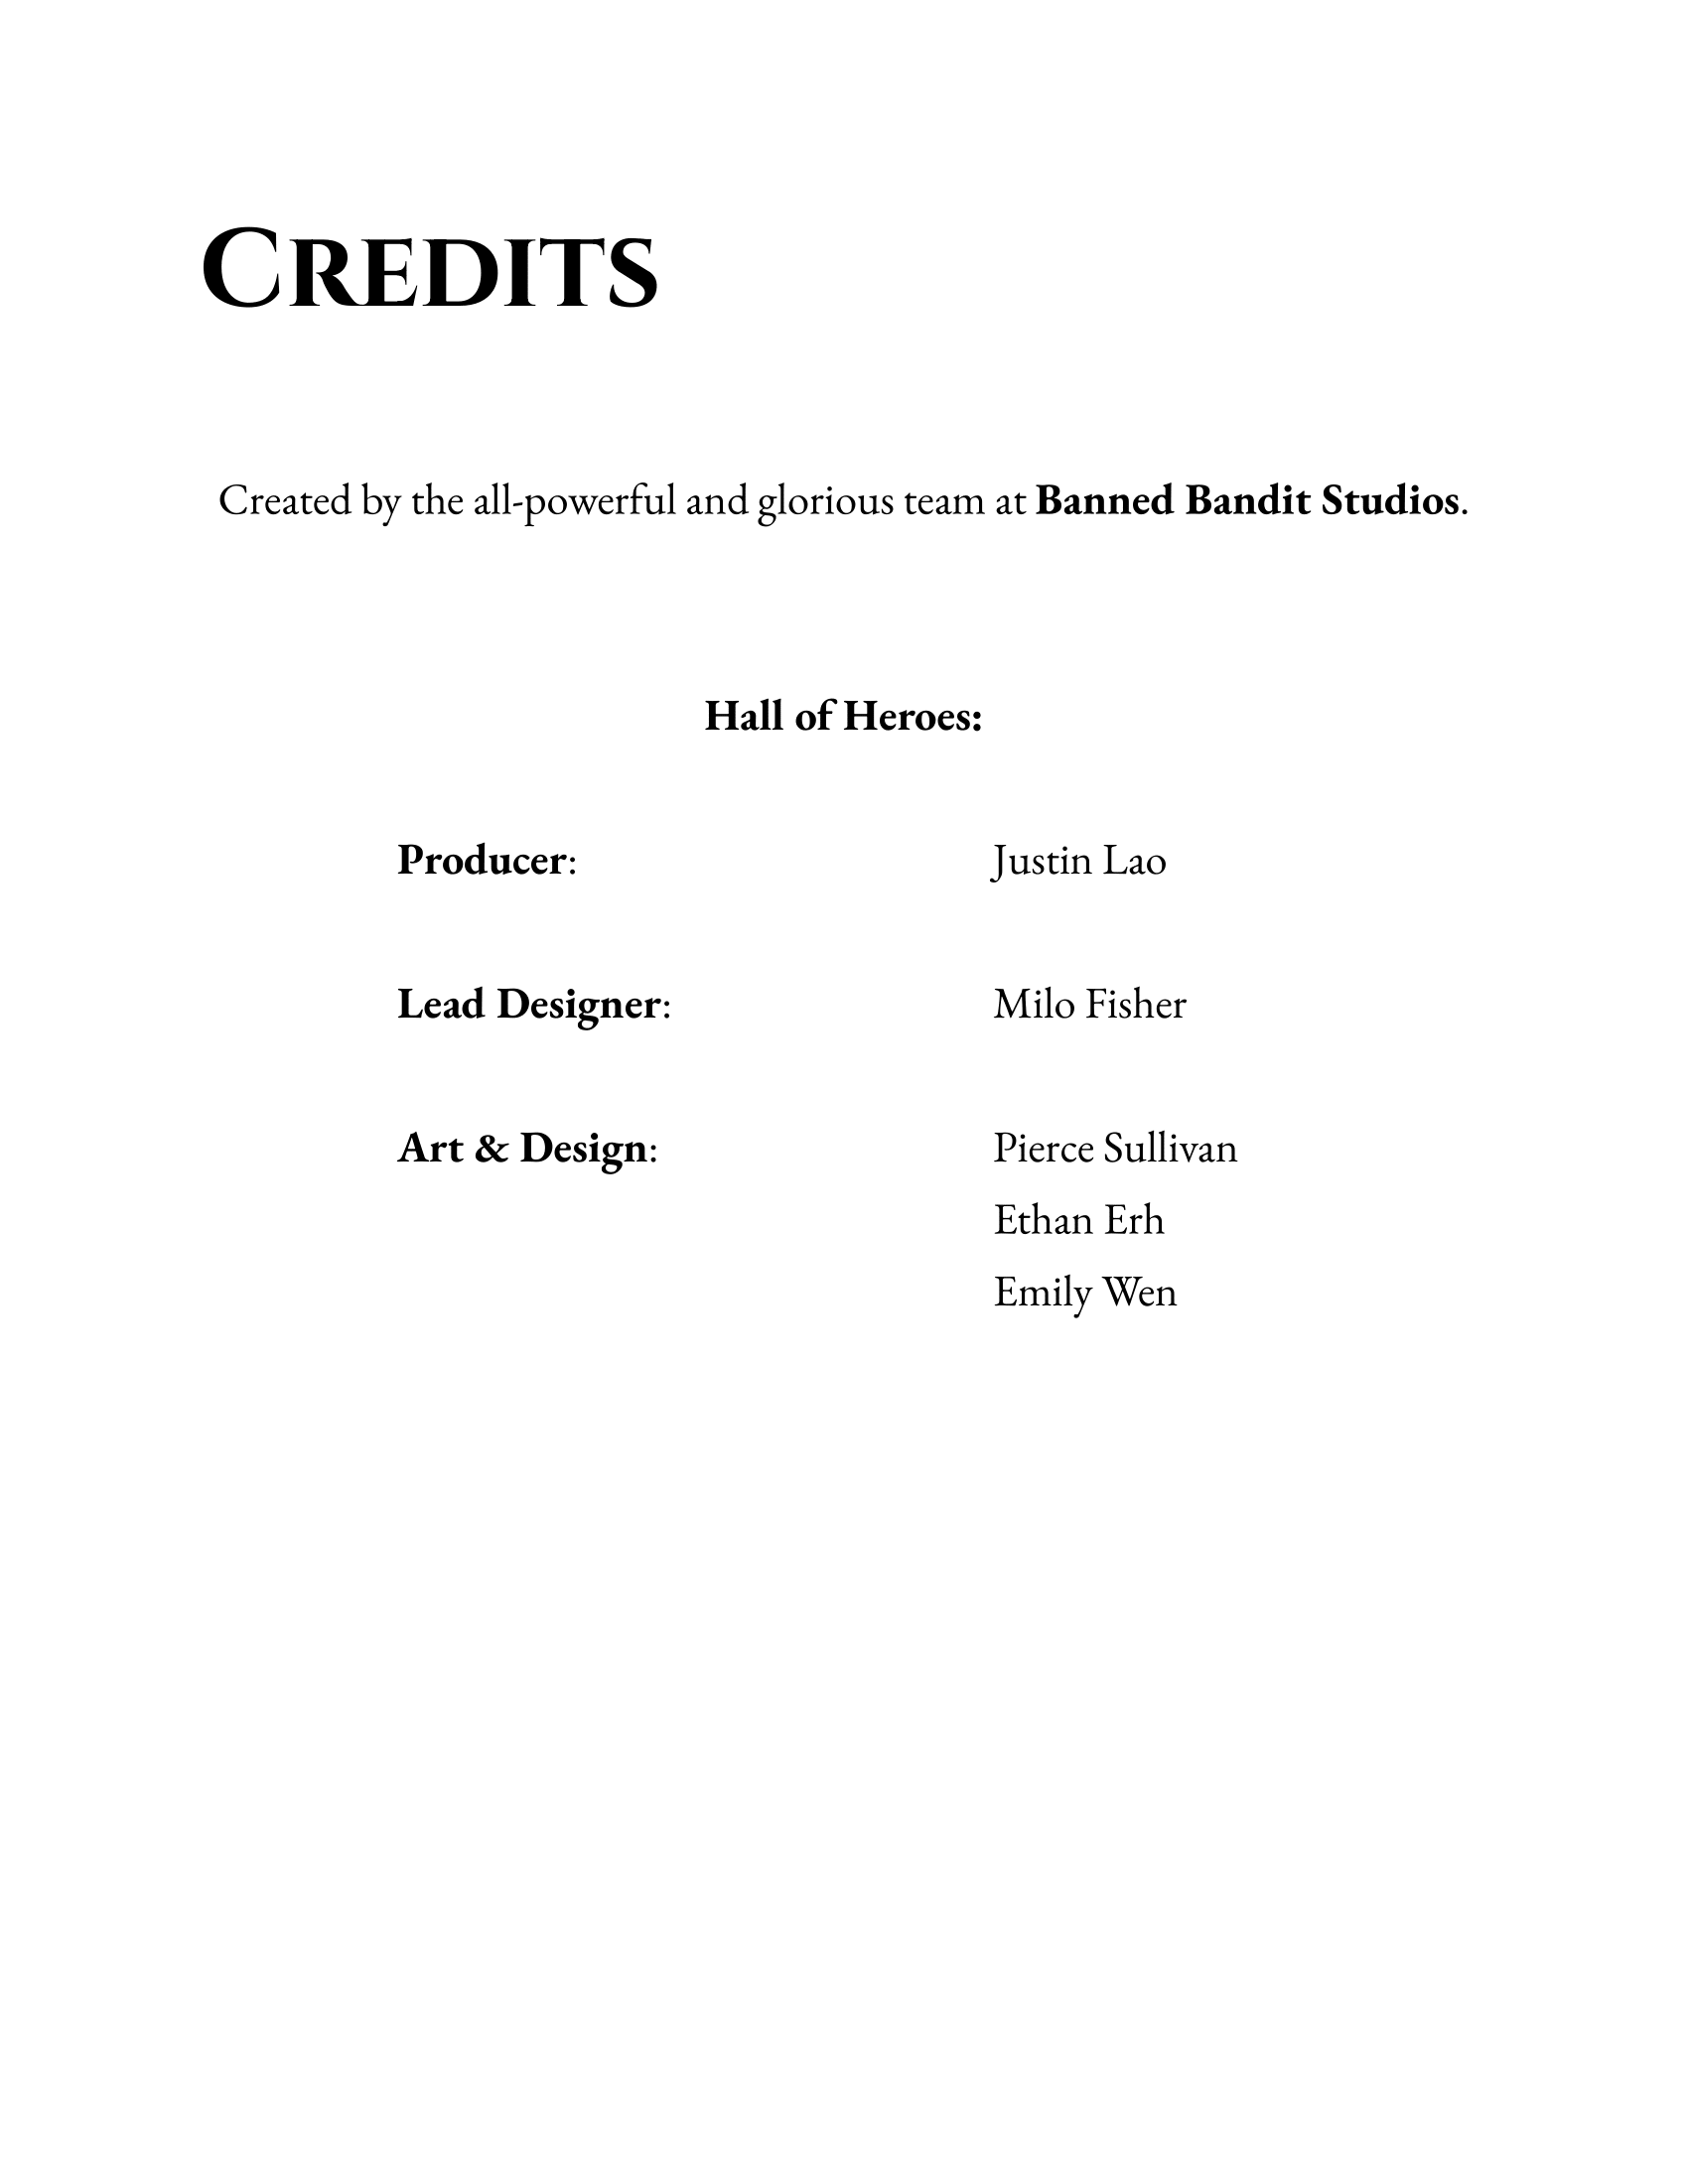 Credits
Created by the all-powerful and glorious team at Banned Bandit Studios.
Hall of Heroes:
Producer: Justin Lao
Lead Designer: Milo Fisher
Art & Design: Pierce Sullivan
Ethan Erh
Emily Wen